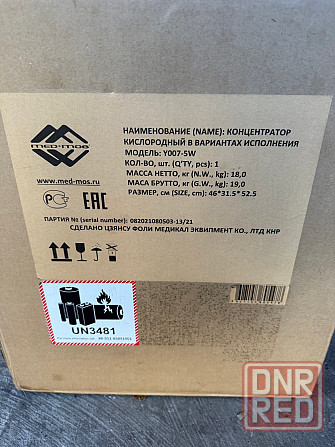 MED•MOS
www.med-mos.ru
НАИМЕНОВАНИЕ (NAME): КОНЦЕНТРАТОР
КИСЛОРОДНЫЙ В ВАРИАНТАХ ИСПОЛНЕНИЯ
МОДЕЛЬ: Y007-5W
КОЛ-ВО, шт. (Q'TY, pcs): 1
МАССА НЕТТО, кг (N.W., kg): 18,0
МАСА БРУТТО, кг (G.W., kg): 19,0
РАЗМЕР, см (SIZE, cm): 46*31.5* 52.5
ПАРТИЯ № (serial number): 082021080503-13/21
СДЕЛАНО ЦЗЯНСУ ФОЛИ МЕДИКАЛ ЭКВИПМЕНТ КО., ЛТД КНР
EAC
UN3481
DNR
RED